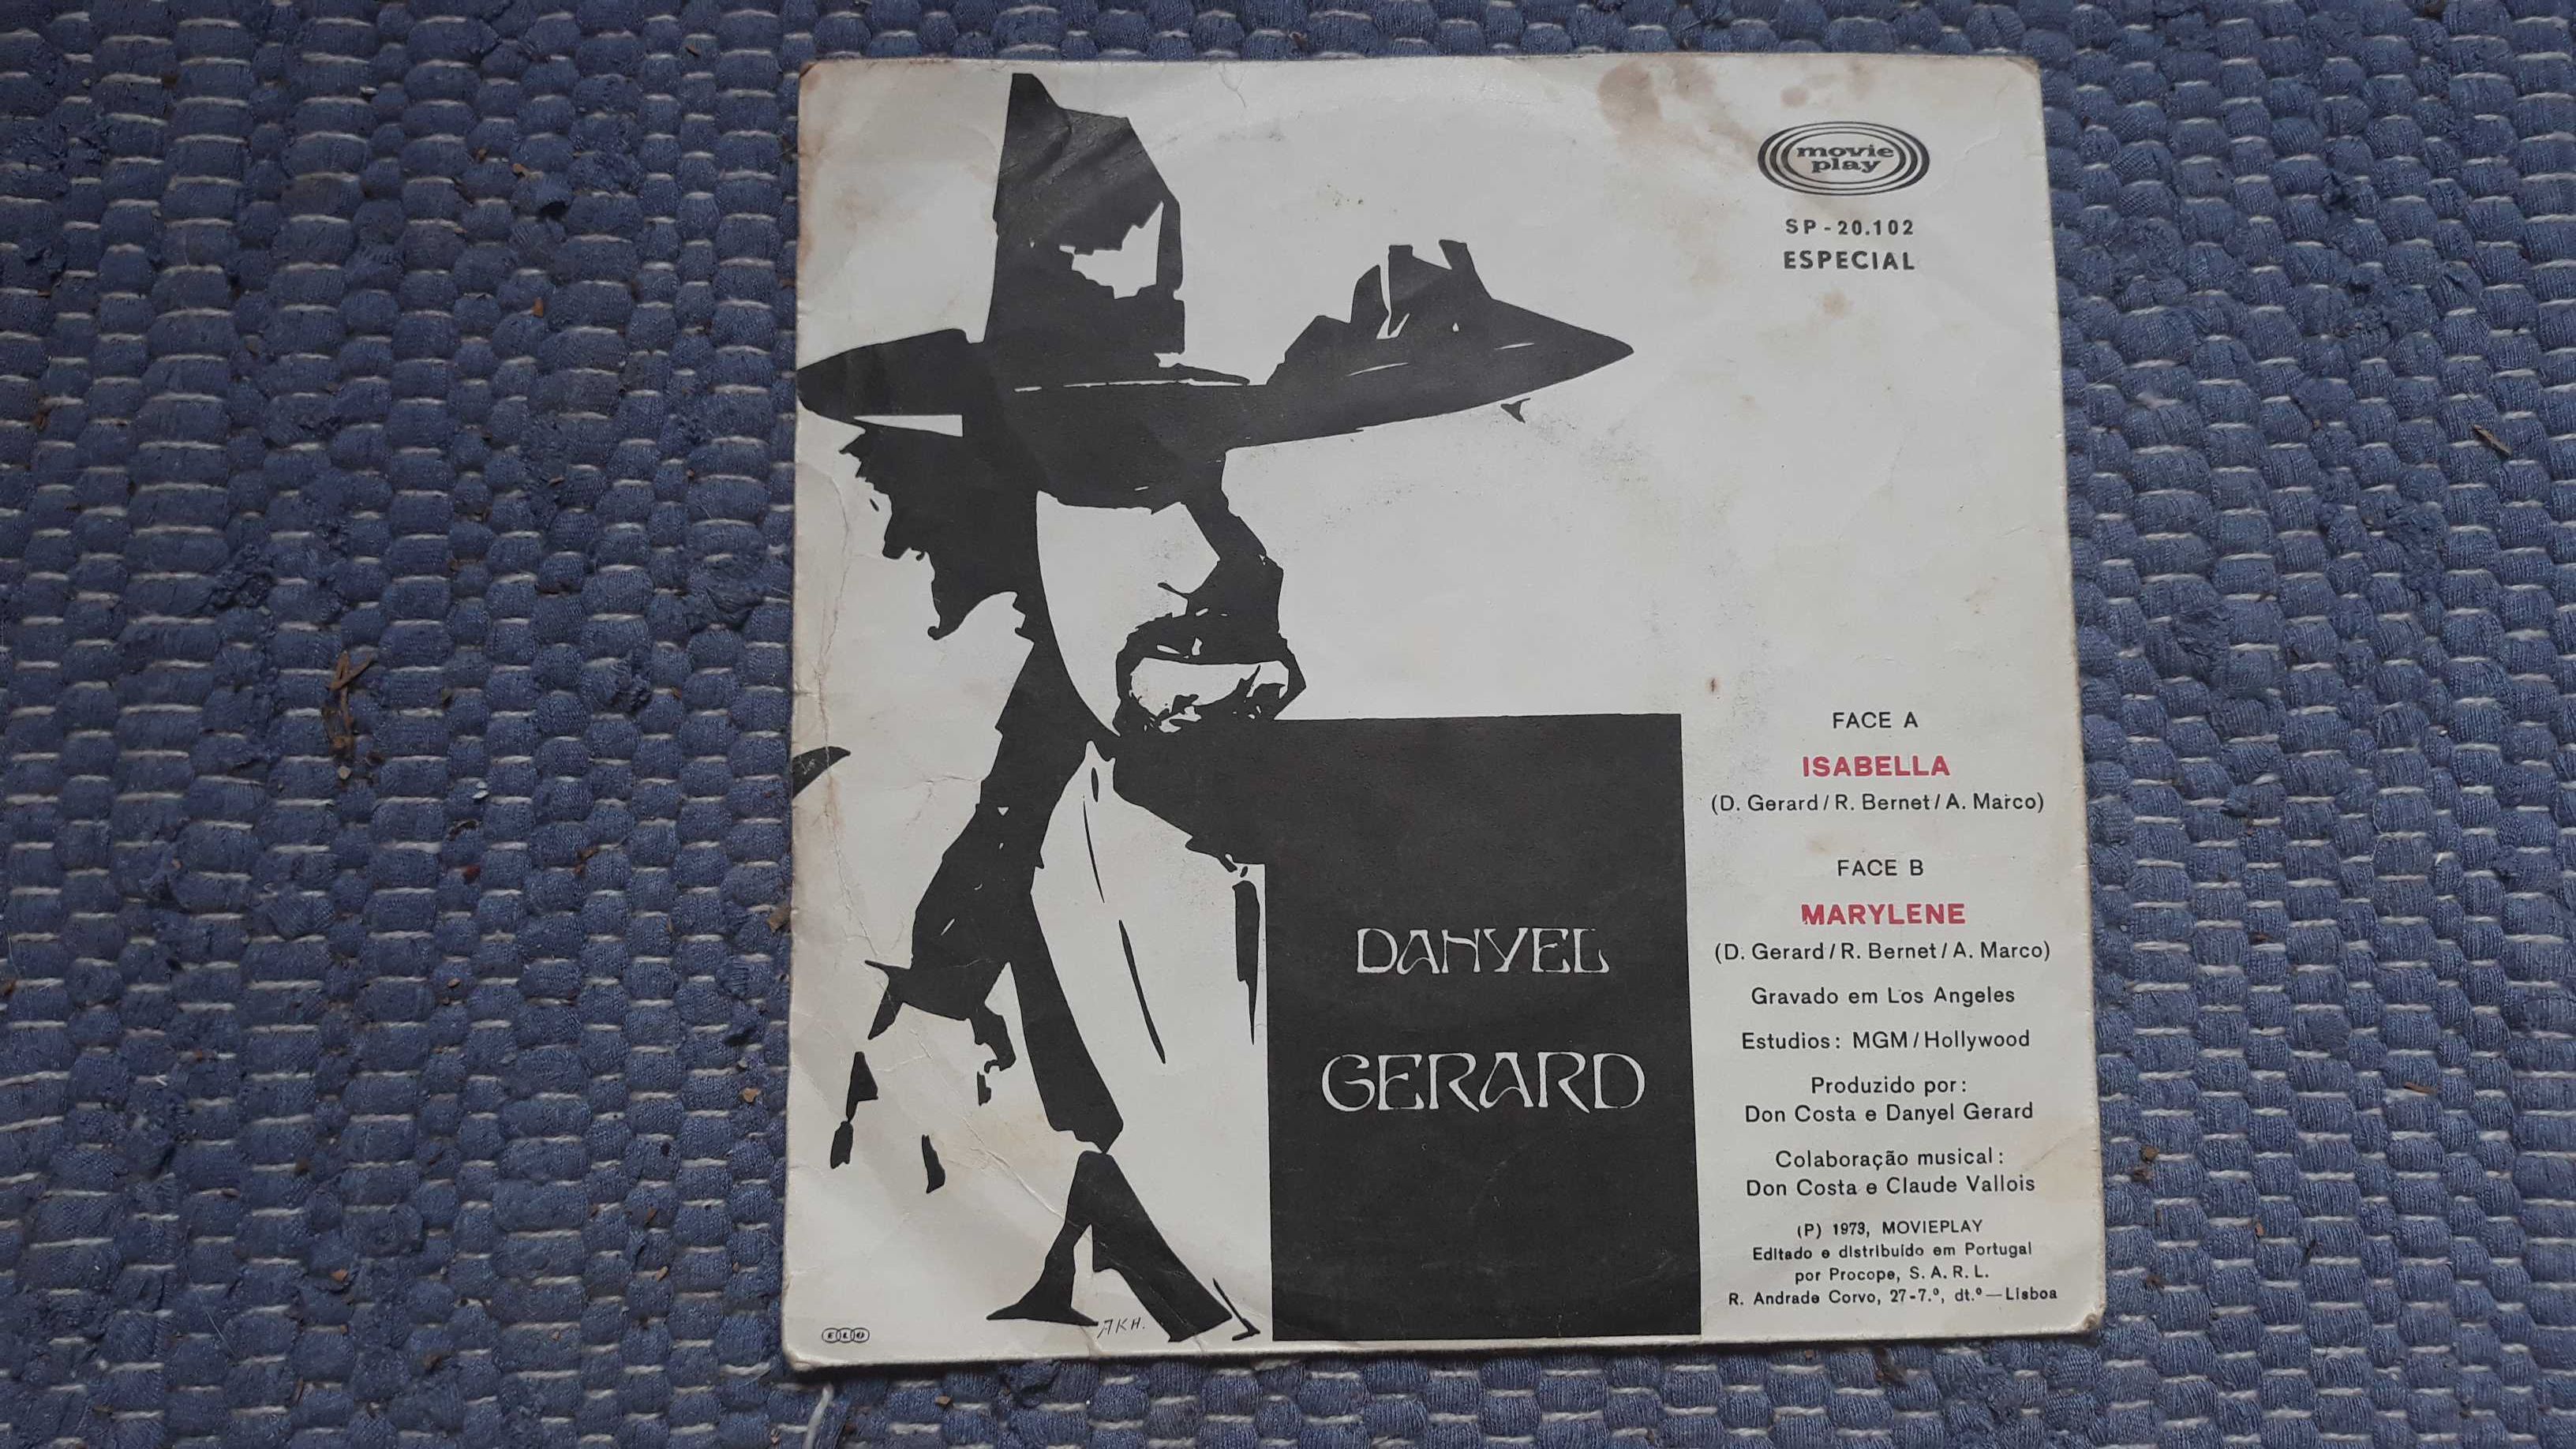 movie
play
SP-20.102
ESPECIAL
FACE A
ISABELLA
(D. Gerard/R. Bernet/A. Marco)
FACE B
MARYLENE
(D. Gerard/R. Bernet/A. Marco)
Gravado em Los Angeles
Estudios: MGM/Hollywood
Produzido por:
Don Costa e Danyel Gerard
Colaboração musical:
Don Costa e Claude Vallois
(P) 1973, MOVIEPLAY
Editado e distribuído em Portugal
por Procope, S. A. R. L.
R. Andrade Corvo, 27-7.º, dt.º — Lisboa
DANYEL
GERARD
AKH.